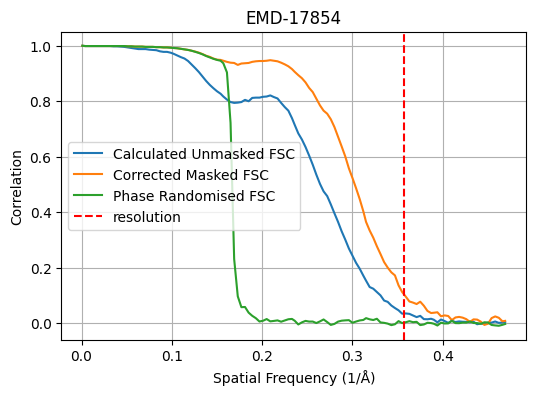 EMD-17854
1.0
0.8
0.6
0.4
0.2
0.0
Correlation
Calculated Unmasked FSC
Corrected Masked FSC
Phase Randomised FSC
resolution
0.0 0.1 0.2 0.3 0.4
Spatial Frequency (1/Å)